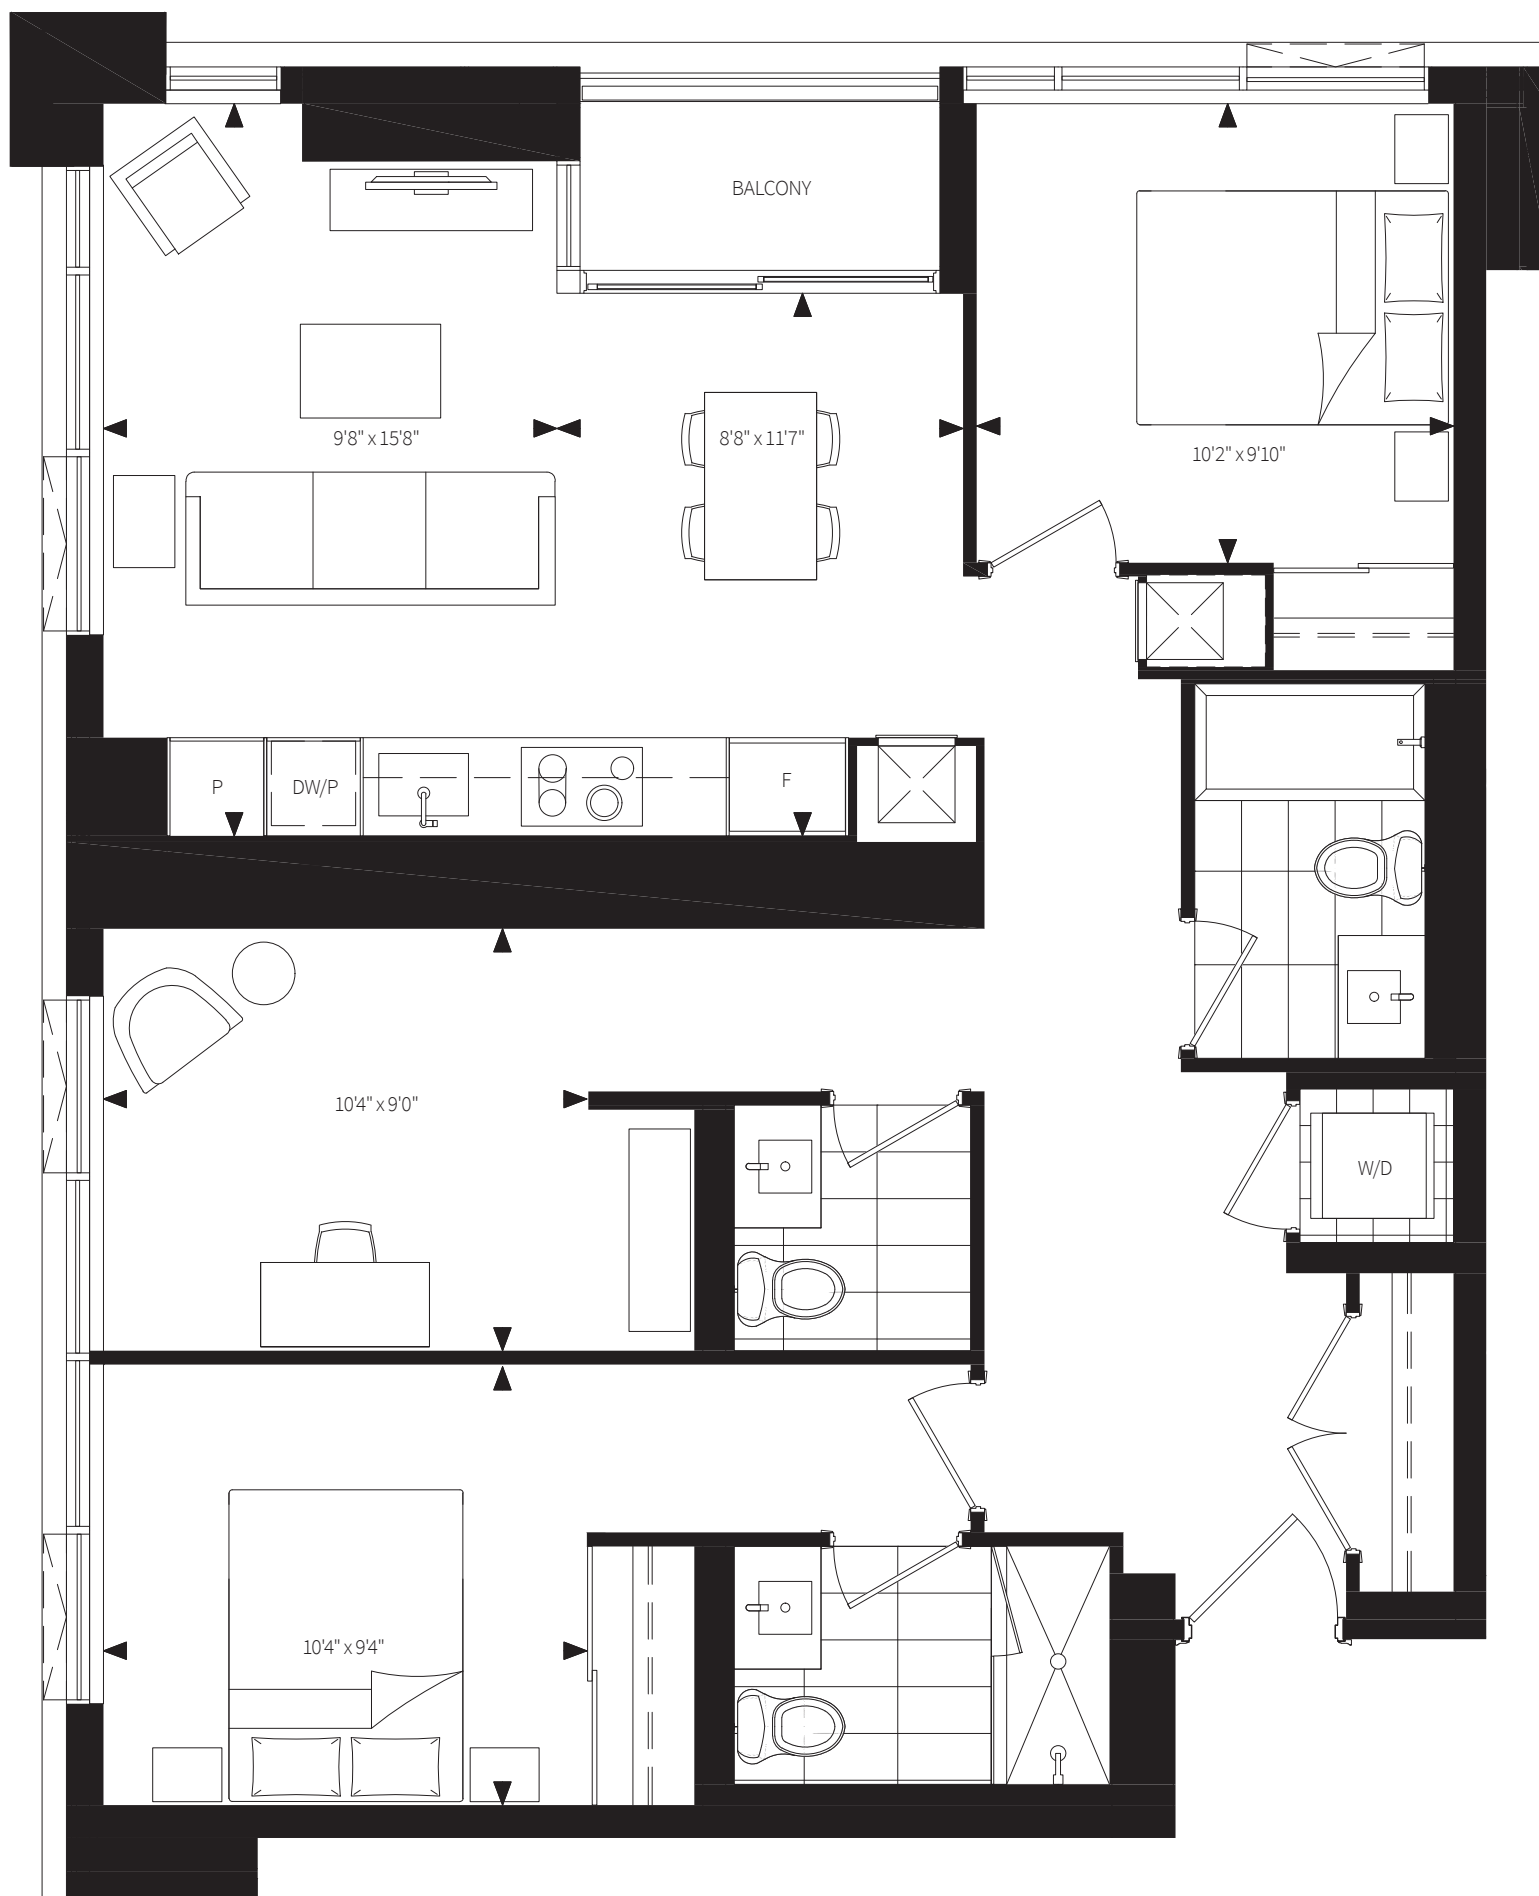 BALCONY
9'8" x 15'8"
8'8" x 11'7"
10'2" x 9'10"
P
DW/P
F
10'4" x 9'0"
W/D
10'4" x 9'4"